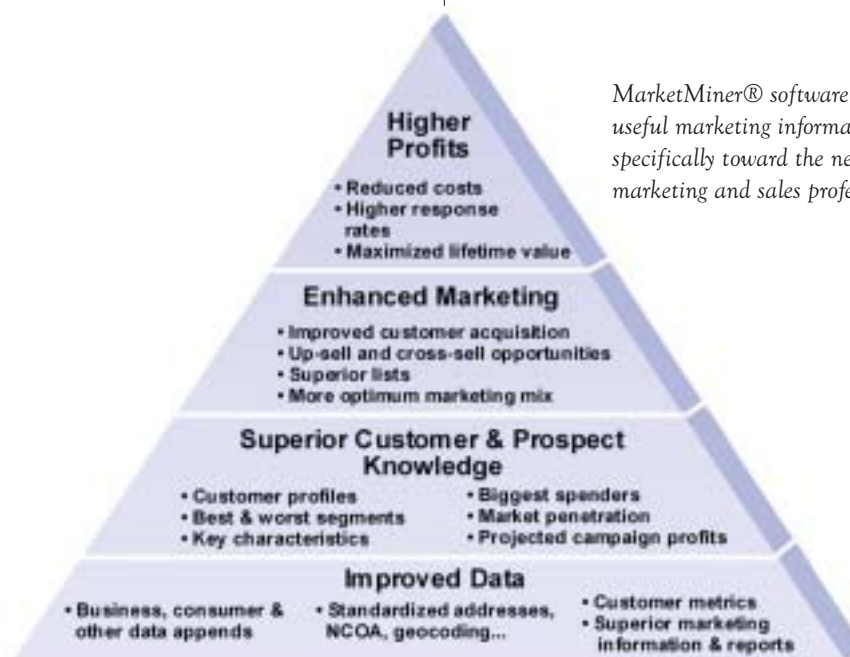 Higher
Profits
• Reduced costs
• Higher response
rates
• Maximized lifetime value
MarketMiner® software
useful marketing informa
specifically toward the ne
marketing and sales profe
Enhanced Marketing
• Improved customer acquisition
• Up-sell and cross-sell opportunities
• Superior lists
• More optimum marketing mix
Superior Customer & Prospect
Knowledge
• Customer profiles
• Best & worst segments
• Key characteristics
• Biggest spenders
• Market penetration
• Projected campaign profits
Improved Data
• Business, consumer &
other data appends
• Standardized addresses,
NCOA, geocoding...
• Customer metrics
• Superior marketing
information & reports